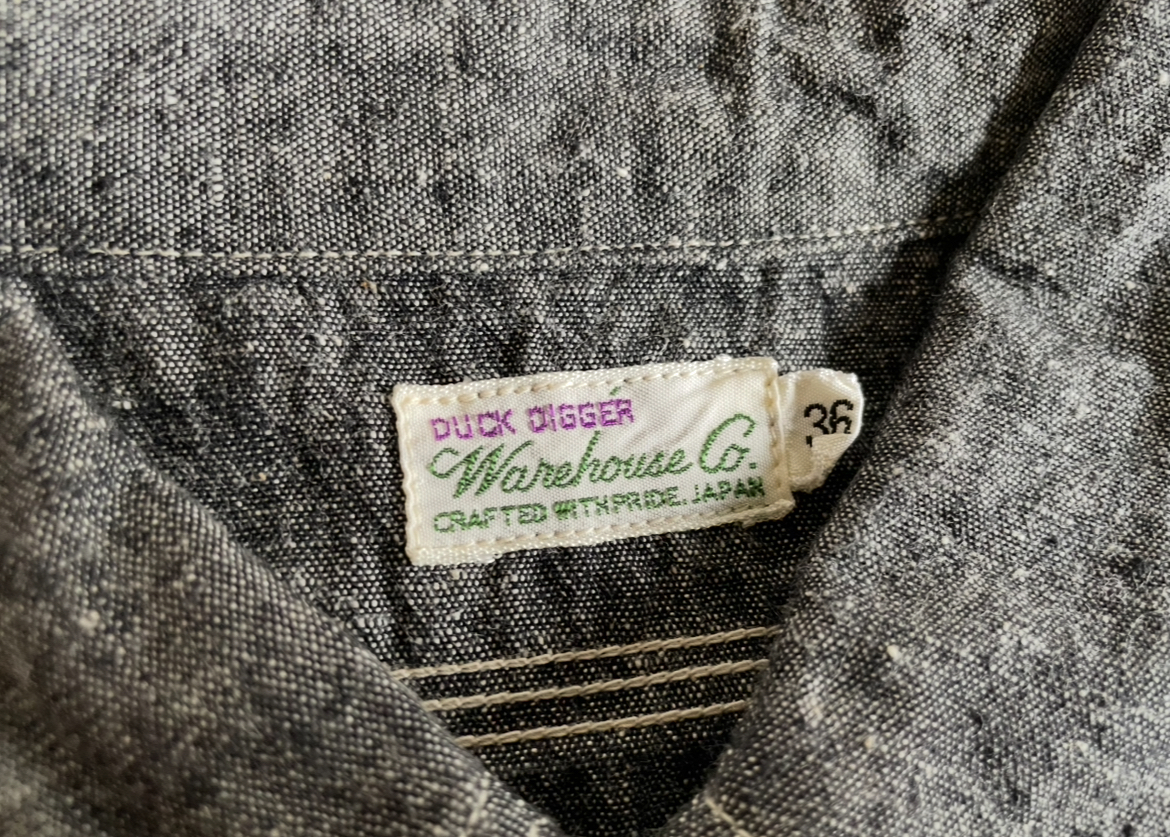 DUCK DIGGER
Warehouse Co.
CRAFTED WITH PRIDE. JAPAN
36